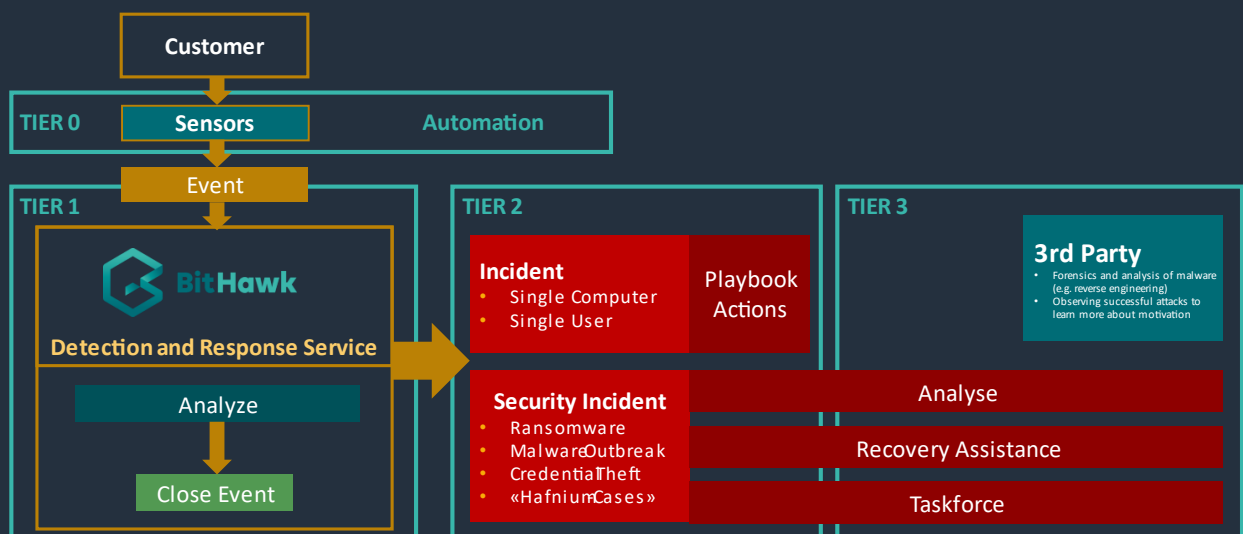 Customer
TIER 0
Sensors
Automation
Event
TIER 1
BitHawk
Detection and Response Service
Analyze
Close Event
TIER 2
Incident
• Single Computer
• Single User
Playbook
Actions
Security Incident
• Ransomware
• MalwareOutbreak
• CredentialTheft
• «HafniumCases»
TIER 3
3rd Party
• Forensics and analysis of malware
(e.g. reverse engineering)
• Observing successful attacks to
learn more about motivation
Analyse
Recovery Assistance
Taskforce